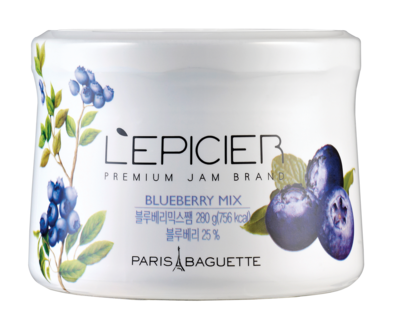 L'EPICIER
PREMIUM JAM BRAND
BLUEBERRY MIX
블루베리믹스쨈 280 g(756 kcal)
블루베리 25 %
PARIS BAGUETTE